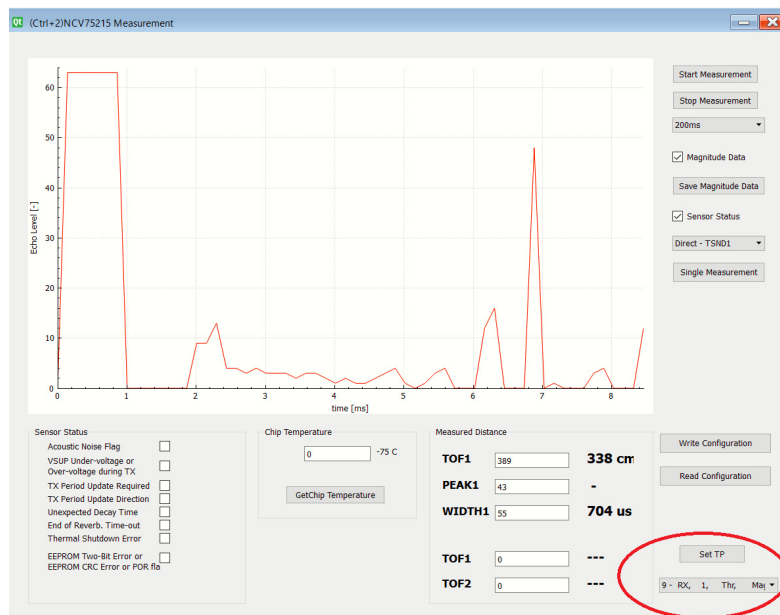 Qt (Ctrl+2)NCV75215 Measurement
Start Measurement
Stop Measurement
200ms
Magnitude Data
Save Magnitude Data
Sensor Status
Direct - TSND1
Single Measurement
Echo Level [-]
60
50
40
30
20
10
0
0 1 2 3 4 5 6 7 8
time [ms]
Sensor Status
Acoustic Noise Flag
VSUP Under-voltage or
Over-voltage during TX
TX Period Update Required
TX Period Update Direction
Unexpected Decay Time
End of Reverb. Time-out
Thermal Shutdown Error
EEPROM Two-Bit Error or
EEPROM CRC Error or POR fla
Chip Temperature
0 -75 C
GetChip Temperature
Measured Distance
TOF1 389 338 cm
PEAK1 43 -
WIDTH1 55 704 us
TOF1 0 ---
TOF2 0 ---
Write Configuration
Read Configuration
Set TP
9 - RX, 1, Thr, Mag